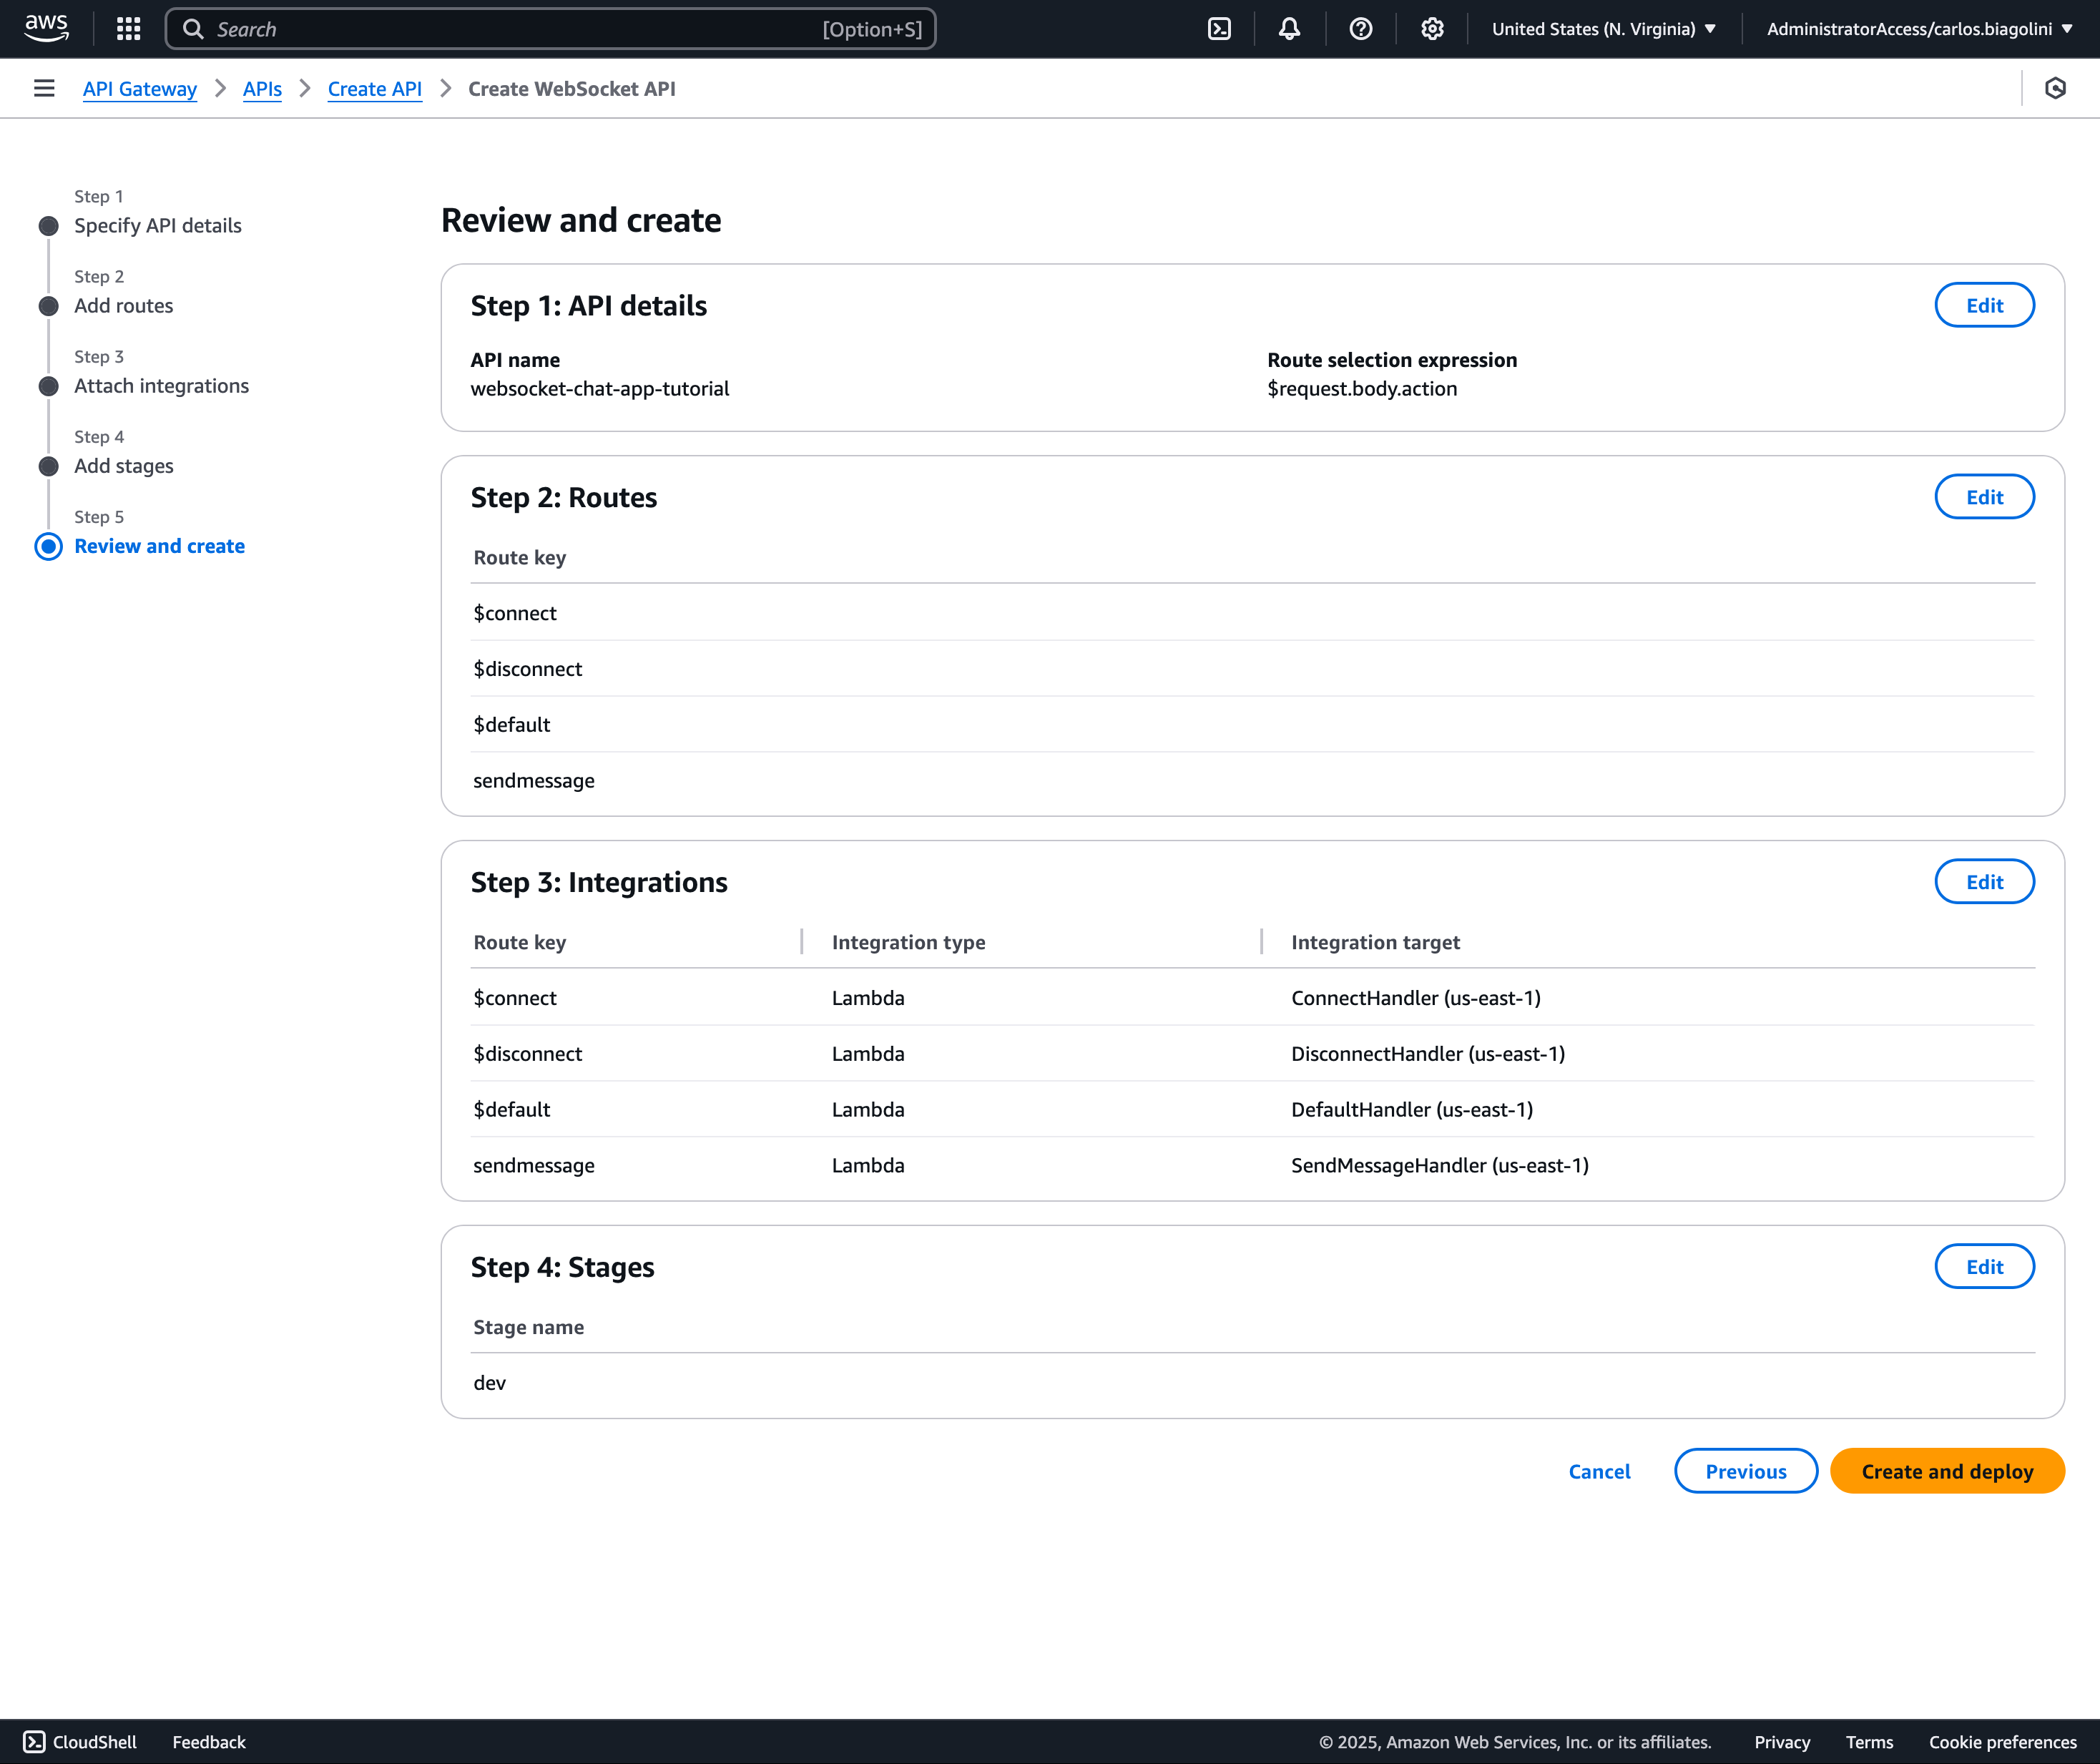 aws
Search [Option+S]
United States (N. Virginia)
AdministratorAccess/carlos.biagolini
API Gateway > APIs > Create API > Create WebSocket API
Step 1
Specify API details
Step 2
Add routes
Step 3
Attach integrations
Step 4
Add stages
Step 5
Review and create
Review and create
Step 1: API details
Edit
API name
websocket-chat-app-tutorial
Route selection expression
$request.body.action
Step 2: Routes
Edit
Route key
$connect
$disconnect
$default
sendmessage
Step 3: Integrations
Edit
Route key Integration type Integration target
$connect Lambda ConnectHandler (us-east-1)
$disconnect Lambda DisconnectHandler (us-east-1)
$default Lambda DefaultHandler (us-east-1)
sendmessage Lambda SendMessageHandler (us-east-1)
Step 4: Stages
Edit
Stage name
dev
Cancel Previous Create and deploy
CloudShell Feedback © 2025, Amazon Web Services, Inc. or its affiliates. Privacy Terms Cookie preferences